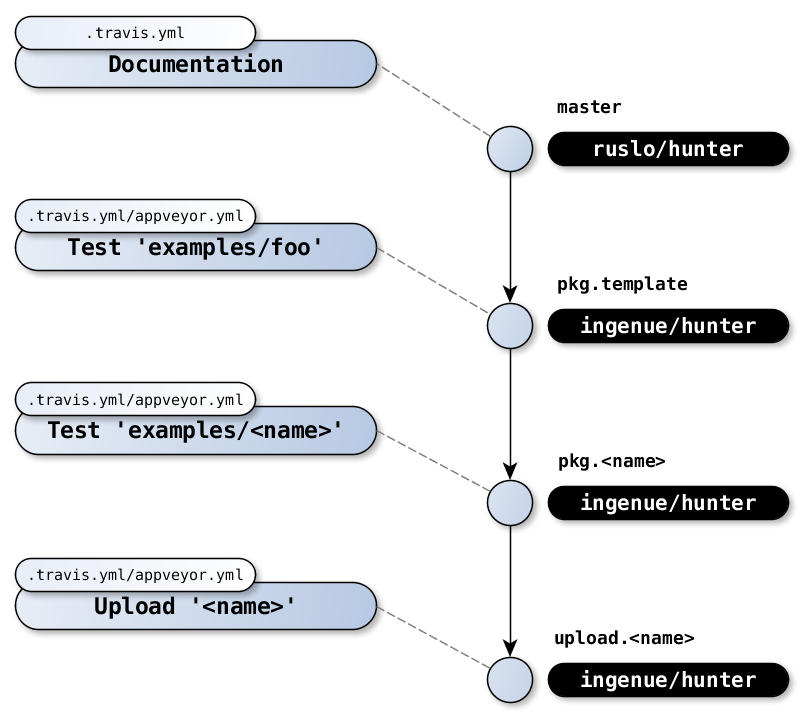 .travis.yml
Documentation
master
ruslo/hunter
.travis.yml/appveyor.yml
Test 'examples/foo'
pkg.template
ingenue/hunter
.travis.yml/appveyor.yml
Test 'examples/<name>'
pkg.<name>
ingenue/hunter
.travis.yml/appveyor.yml
Upload '<name>'
upload.<name>
ingenue/hunter